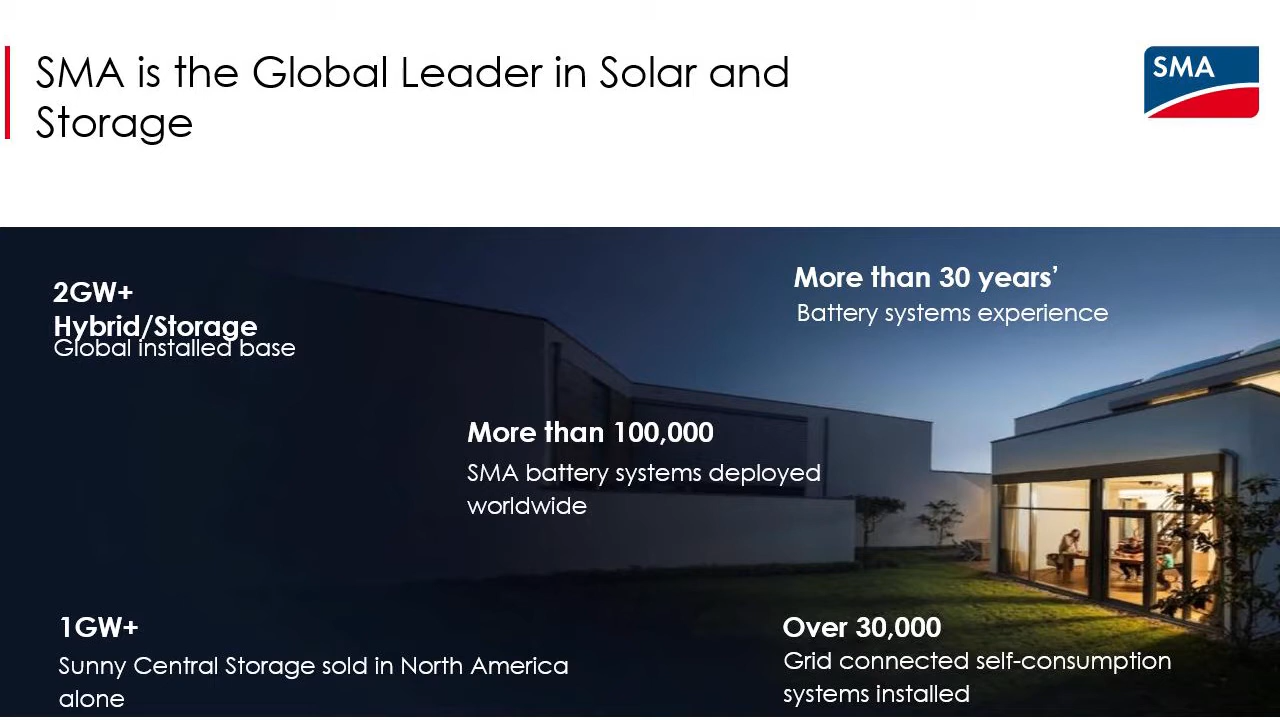 SMA is the Global Leader in Solar and
Storage
SMA
2GW+
Hybrid/Storage
Global installed base
More than 30 years’
Battery systems experience
More than 100,000
SMA battery systems deployed
worldwide
1GW+
Sunny Central Storage sold in North America
alone
Over 30,000
Grid connected self-consumption
systems installed